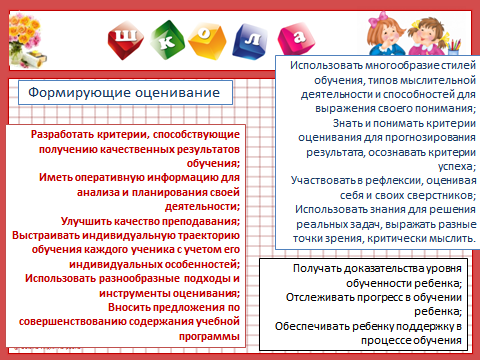 школа
Формирующие оценивание
Разработать критерии, способствующие
получению качественных результатов
обучения;
Иметь оперативную информацию для
анализа и планирования своей
деятельности;
Улучшить качество преподавания;
Выстраивать индивидуальную траекторию
обучения каждого ученика с учетом его
индивидуальных особенностей;
Использовать разнообразные подходы и
инструменты оценивания;
Вносить предложения по
совершенствованию содержания учебной
программы
Использовать многообразие стилей
обучения, типов мыслительной
деятельности и способностей для
выражения своего понимания;
Знать и понимать критерии
оценивания для прогнозирования
результата, осознавать критерии
успеха;
Участвовать в рефлексии, оценивая
себя и своих сверстников;
Использовать знания для решения
реальных задач, выражать разные
точки зрения, критически мыслить.
Получать доказательства уровня
обученности ребенка;
Отслеживать прогресс в обучении
ребенка;
Обеспечивать ребенку поддержку в
процессе обучения